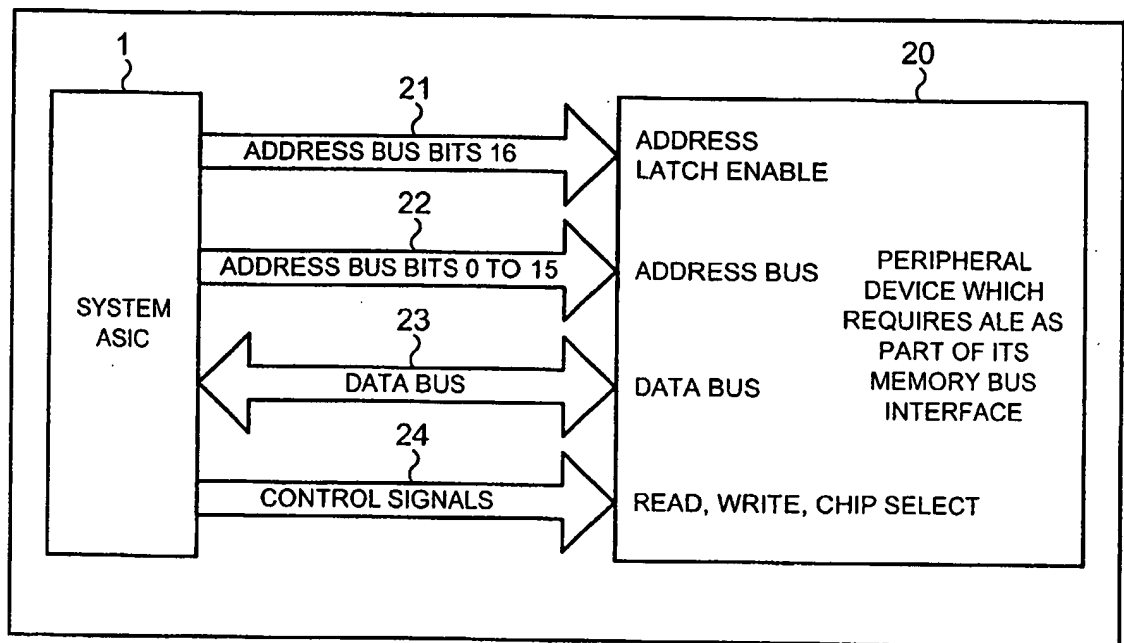 1
20
21
ADDRESS BUS BITS 16
ADDRESS
LATCH ENABLE
22
ADDRESS BUS BITS 0 TO 15
ADDRESS BUS
PERIPHERAL
DEVICE WHICH
REQUIRES ALE AS
PART OF ITS
MEMORY BUS
INTERFACE
SYSTEM
ASIC
23
DATA BUS
DATA BUS
24
CONTROL SIGNALS
READ, WRITE, CHIP SELECT